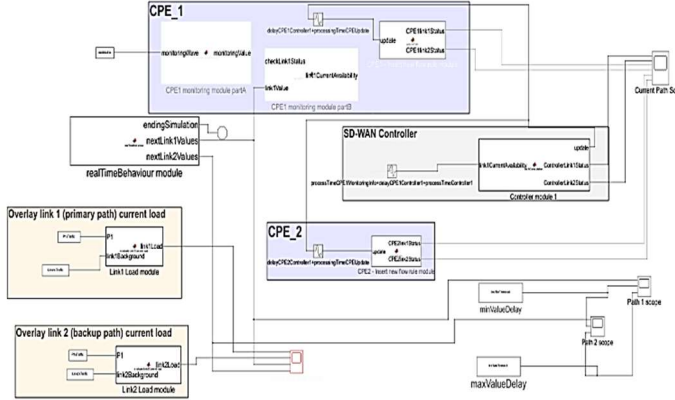 CPE_1
delayCPE1Controller1+processingTimeCPEUpdate
update
CPE1link1Status
CPE1link2Status
monitoringWave
monitoringValue
CPE1 monitoring module partA
checkLink1Status
link1Value
link1CurrentAvailability
CPE1 monitoring module partB
Current Path Sc
endingSimulation
nextLink1Values
nextLink2Values
realTimeBehaviour module
SD-WAN Controller
processingTimeCPE1MonitoringInfo+delayCPE1Controller1+processTimeController1
link1CurrentAvailability
update
ControllerLink1Status
ControllerLink2Status
Controller module 1
CPE_2
delayCPE2Controller1+processingTimeCPEUpdate
update
CPE2link1Status
CPE2link2Status
CPE2 - Insert new flow rule module
Overlay link 1 (primary path) current load
P1
link1Background
link1Load
Link1 Load module
Overlay link 2 (backup path) current load
P1
link2Background
link2Load
Link2 Load module
minValueDelay
Path 1 scope
Path 2 scope
maxValueDelay